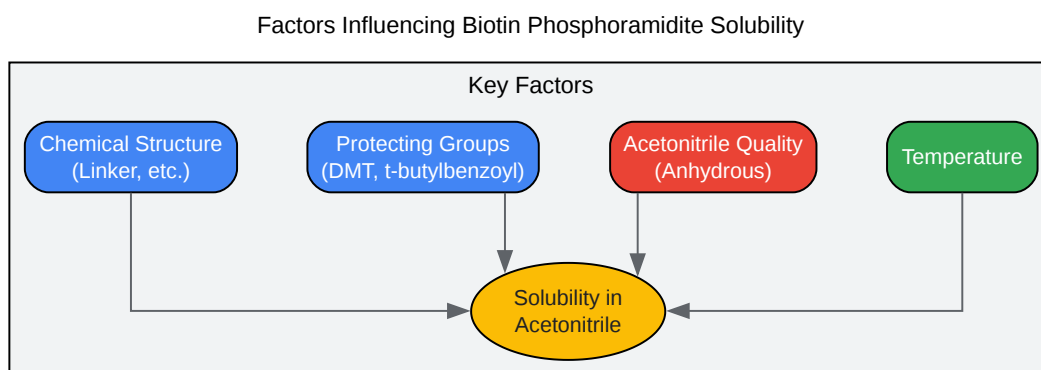 Factors Influencing Biotin Phosphoramidite Solubility
Key Factors
Chemical Structure
(Linker, etc.)
Protecting Groups
(DMT, t-butylbenzoyl)
Acetonitrile Quality
(Anhydrous)
Temperature
Solubility in
Acetonitrile